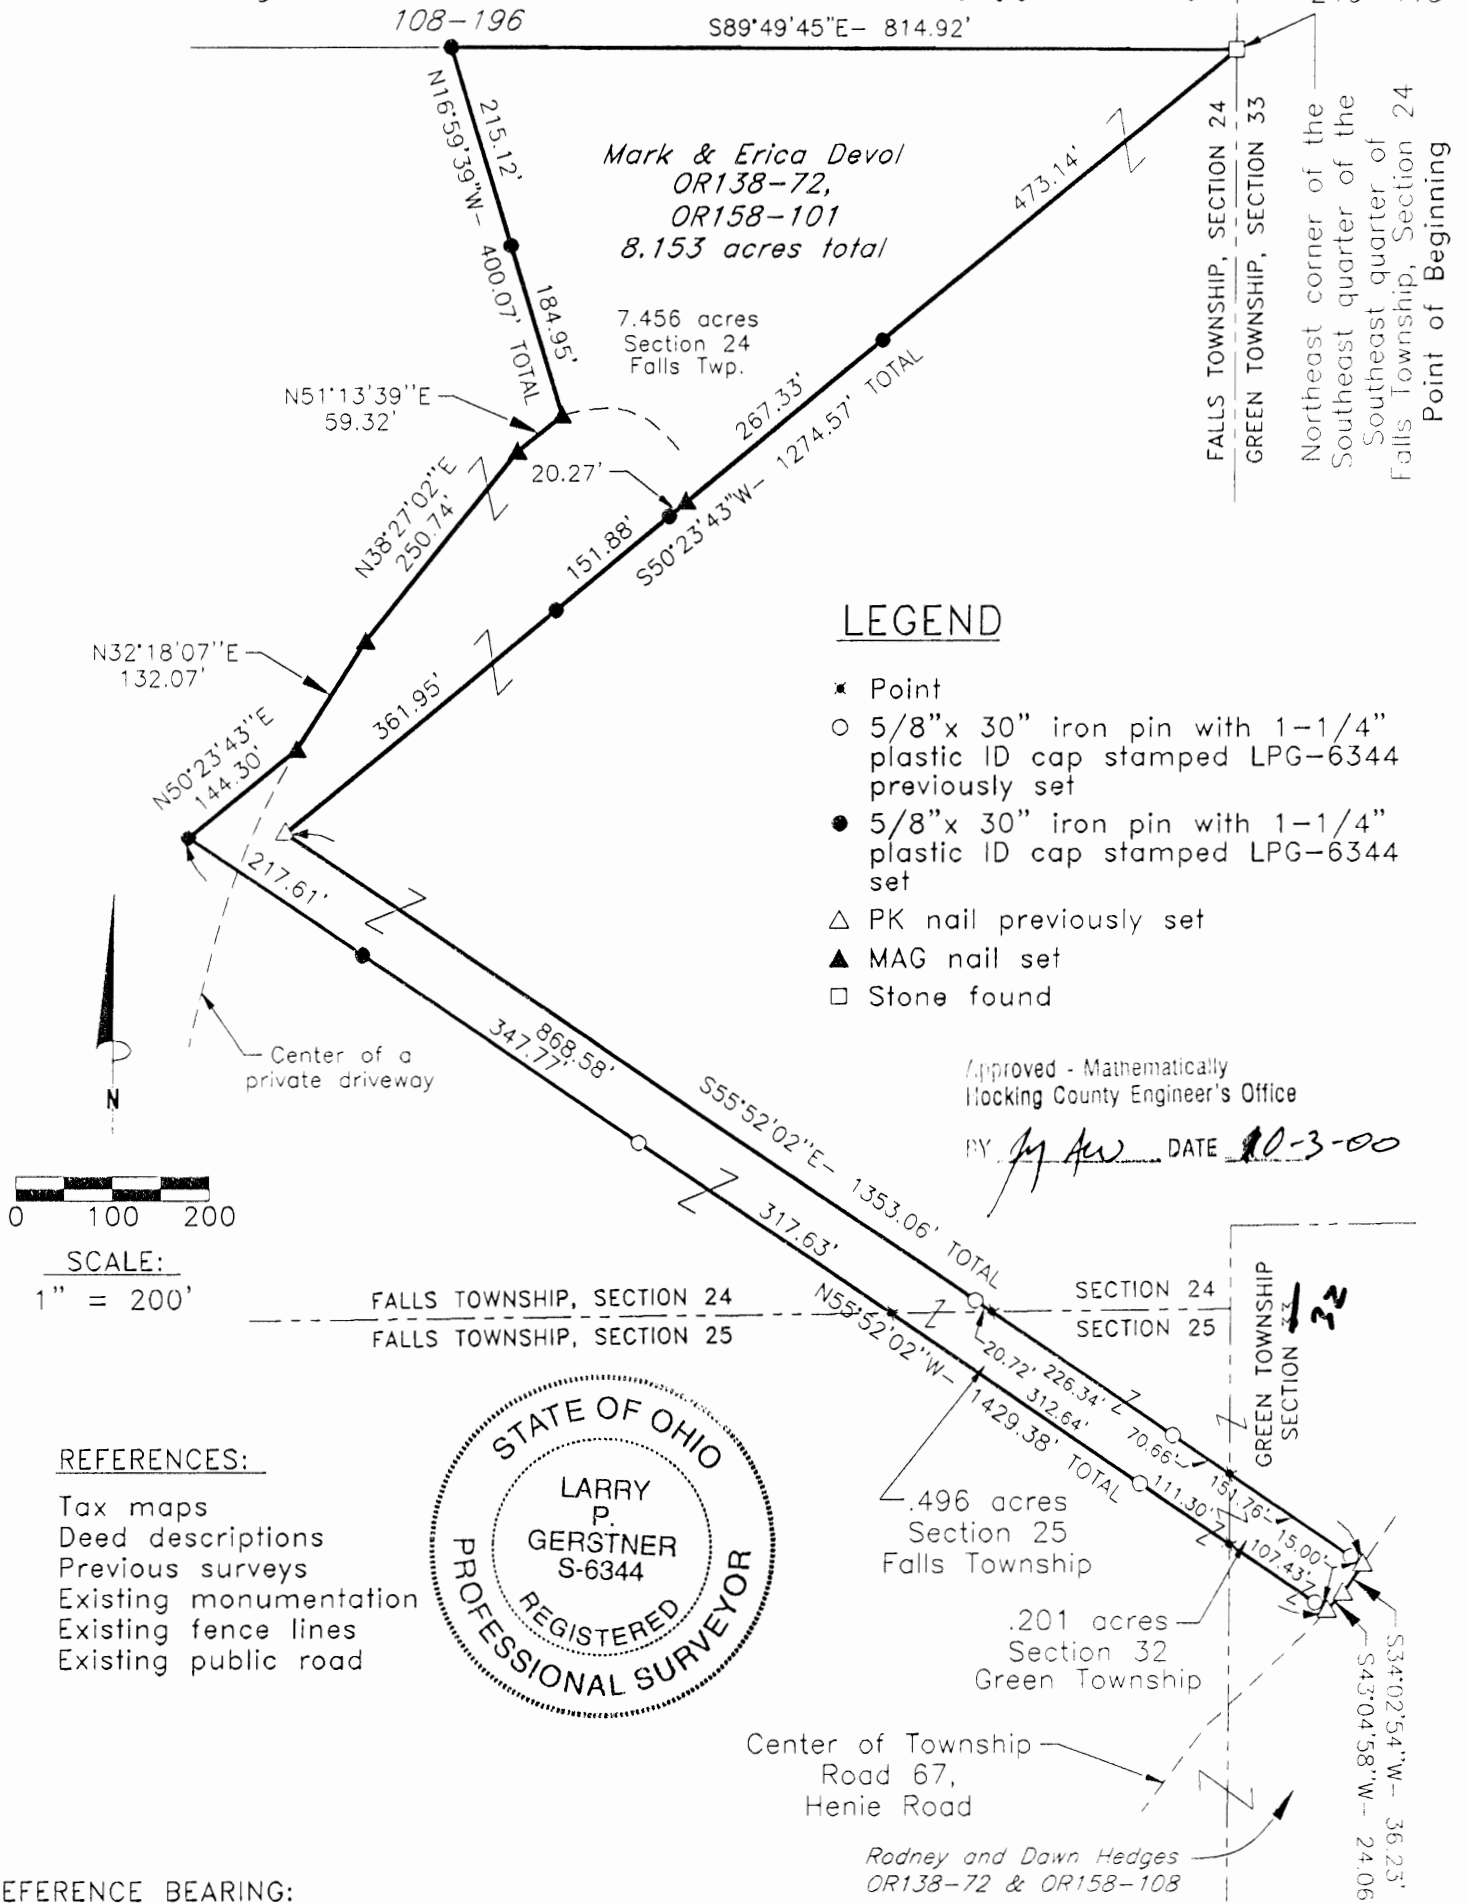 108-196
S89°49'45"E- 814.92'
N16°59'39"W- 400.07' TOTAL
215.12'
184.95'
Mark & Erica Devol
OR138-72,
OR158-101
8.153 acres total
7.456 acres
Section 24
Falls Twp.
473.14'
FALLS TOWNSHIP, SECTION 24
GREEN TOWNSHIP, SECTION 33
Northeast corner of the
Southeast quarter of the
Southeast quarter of
Falls Township, Section 24
Point of Beginning
N51°13'39"E
59.32'
267.33'
S50°23'43"W- 1274.57' TOTAL
20.27'
N38°27'02"E
250.74'
151.88'
N32°18'07"E
132.07'
361.95'
N50°23'43"E
144.30'
217.61'
LEGEND
Point
5/8"x 30" iron pin with 1-1/4"
plastic ID cap stamped LPG-6344
previously set
5/8"x 30" iron pin with 1-1/4"
plastic ID cap stamped LPG-6344
set
PK nail previously set
MAG nail set
Stone found
Center of a
private driveway
N
868.58'
347.77'
S55°52'02"E- 1353.06' TOTAL
317.63'
Approved - Mathematically
Hocking County Engineer's Office
BY DATE 10-3-00
0 100 200
SCALE:
1" = 200'
FALLS TOWNSHIP, SECTION 24
FALLS TOWNSHIP, SECTION 25
SECTION 24
SECTION 25
GREEN TOWNSHIP
SECTION 33
32
N55°52'02"W- 1429.38' TOTAL
20.72'
226.34'
312.64'
70.66'
111.30'
151.76'
15.00'
107.43'
.496 acres
Section 25
Falls Township
.201 acres
Section 32
Green Township
S34°02'54"W- 36.23'
S43°04'58"W- 24.06
REFERENCES:
Tax maps
Deed descriptions
Previous surveys
Existing monumentation
Existing fence lines
Existing public road
STATE OF OHIO
LARRY
P.
GERSTNER
S-6344
REGISTERED
PROFESSIONAL SURVEYOR
Center of Township
Road 67,
Henie Road
Rodney and Dawn Hedges
OR138-72 & OR158-108
EFERENCE BEARING: